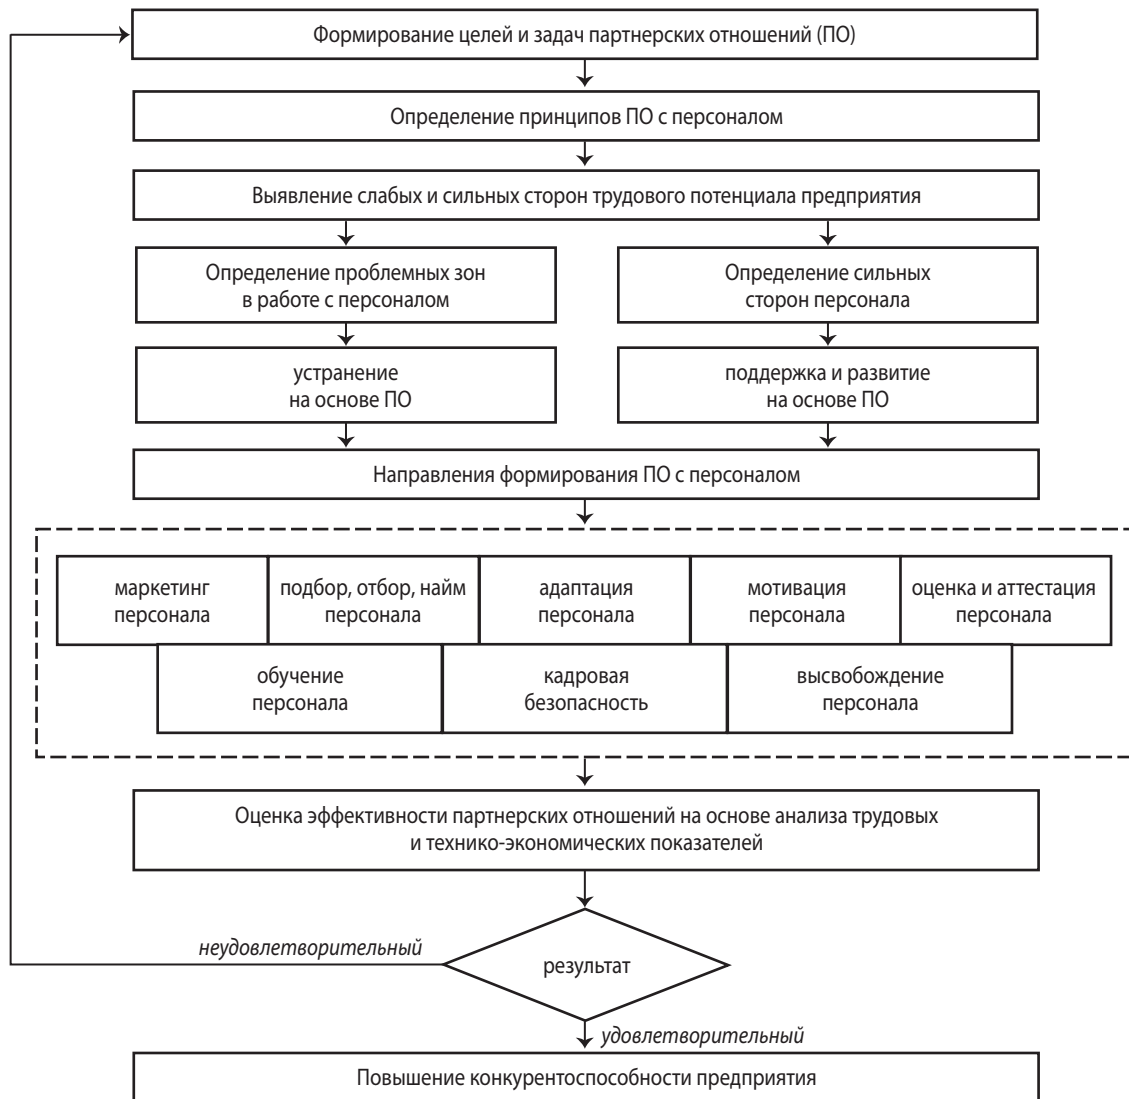 Формирование целей и задач партнерских отношений (ПО)
Определение принципов ПО с персоналом
Выявление слабых и сильных сторон трудового потенциала предприятия
Определение проблемных зон
в работе с персоналом
Определение сильных
сторон персонала
устранение
на основе ПО
поддержка и развитие
на основе ПО
Направления формирования ПО с персоналом
маркетинг
персонала
подбор, отбор, найм
персонала
адаптация
персонала
мотивация
персонала
оценка и аттестация
персонала
обучение
персонала
кадровая
безопасность
высвобождение
персонала
Оценка эффективности партнерских отношений на основе анализа трудовых
и технико-экономических показателей
неудовлетворительный
результат
удовлетворительный
Повышение конкурентоспособности предприятия